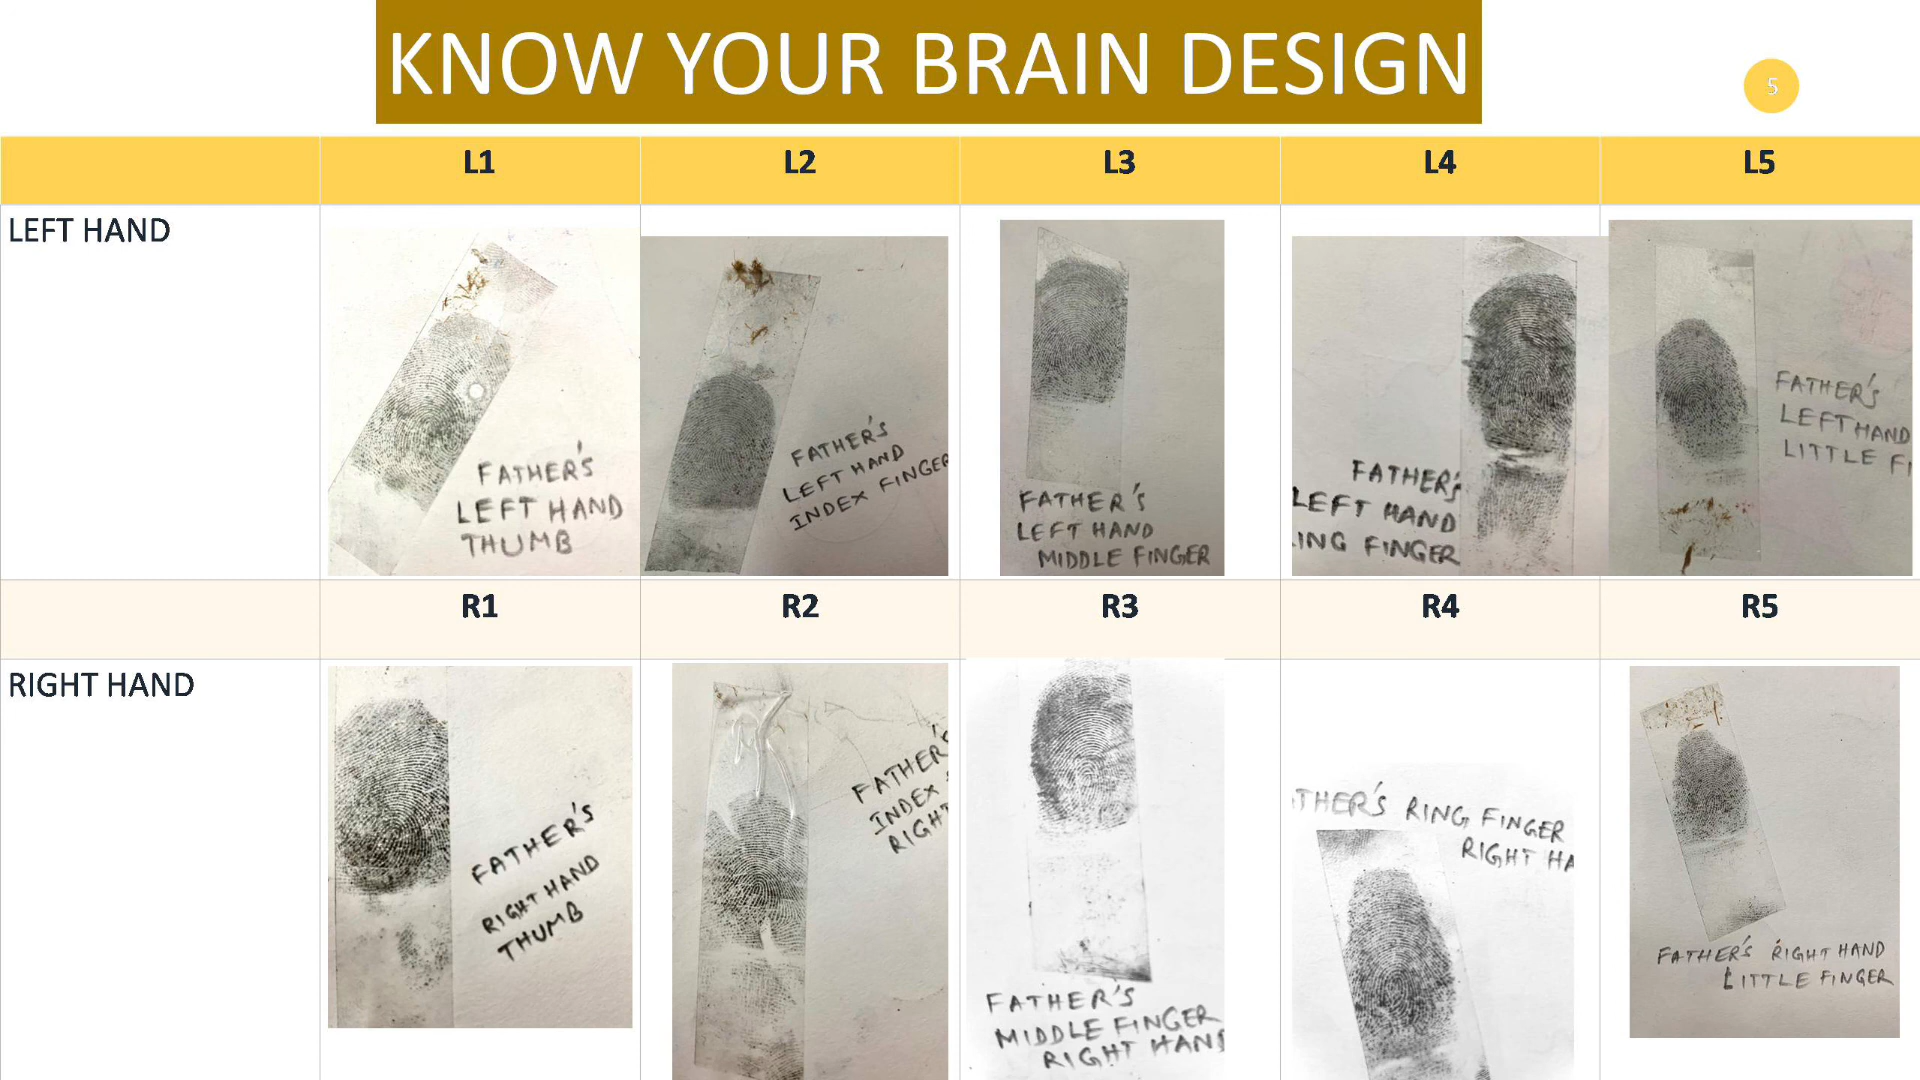 KNOW YOUR BRAIN DESIGN
5
L1
L2
L3
L4
L5
LEFT HAND
FATHER'S
LEFT HAND
THUMB
FATHER'S
LEFT HAND
INDEX FINGER
FATHER'S
LEFT HAND
MIDDLE FINGER
FATHER'S
LEFT HAND
ING FINGER
FATHER'S
LEFT HAND
LITTLE FI
R1
R2
R3
R4
R5
RIGHT HAND
FATHER'S
RIGHT HAND
THUMB
FATHER'S
INDEX
RIGHT
FATHER'S
MIDDLE FINGER
RIGHT HAND
THER'S RING FINGER
RIGHT HA
FATHER'S RIGHT HAND
LITTLE FINGER